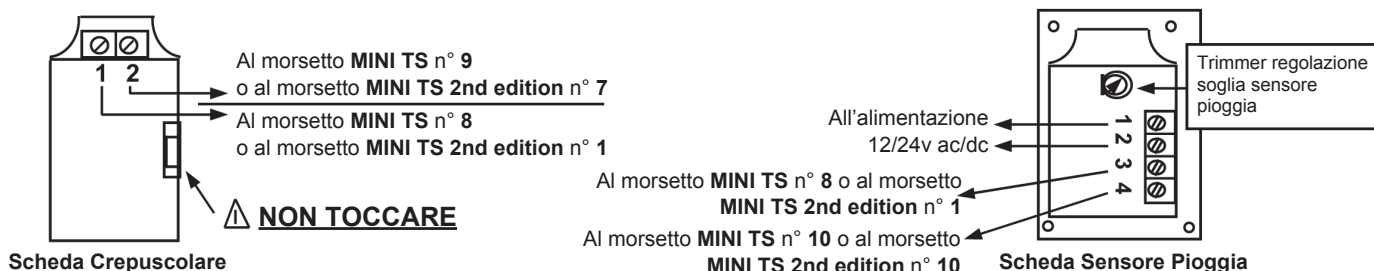 1 2
Al morsetto MINI TS n° 9
o al morsetto MINI TS 2nd edition n° 7
Al morsetto MINI TS n° 8
o al morsetto MINI TS 2nd edition n° 1
⚠ NON TOCCARE
Scheda Crepuscolare
Trimmer regolazione
soglia sensore
pioggia
All'alimentazione
12/24v ac/dc
1
2
3
4
Al morsetto MINI TS n° 8 o al morsetto
MINI TS 2nd edition n° 1
Al morsetto MINI TS n° 10 o al morsetto
MINI TS 2nd edition n° 10
Scheda Sensore Pioggia